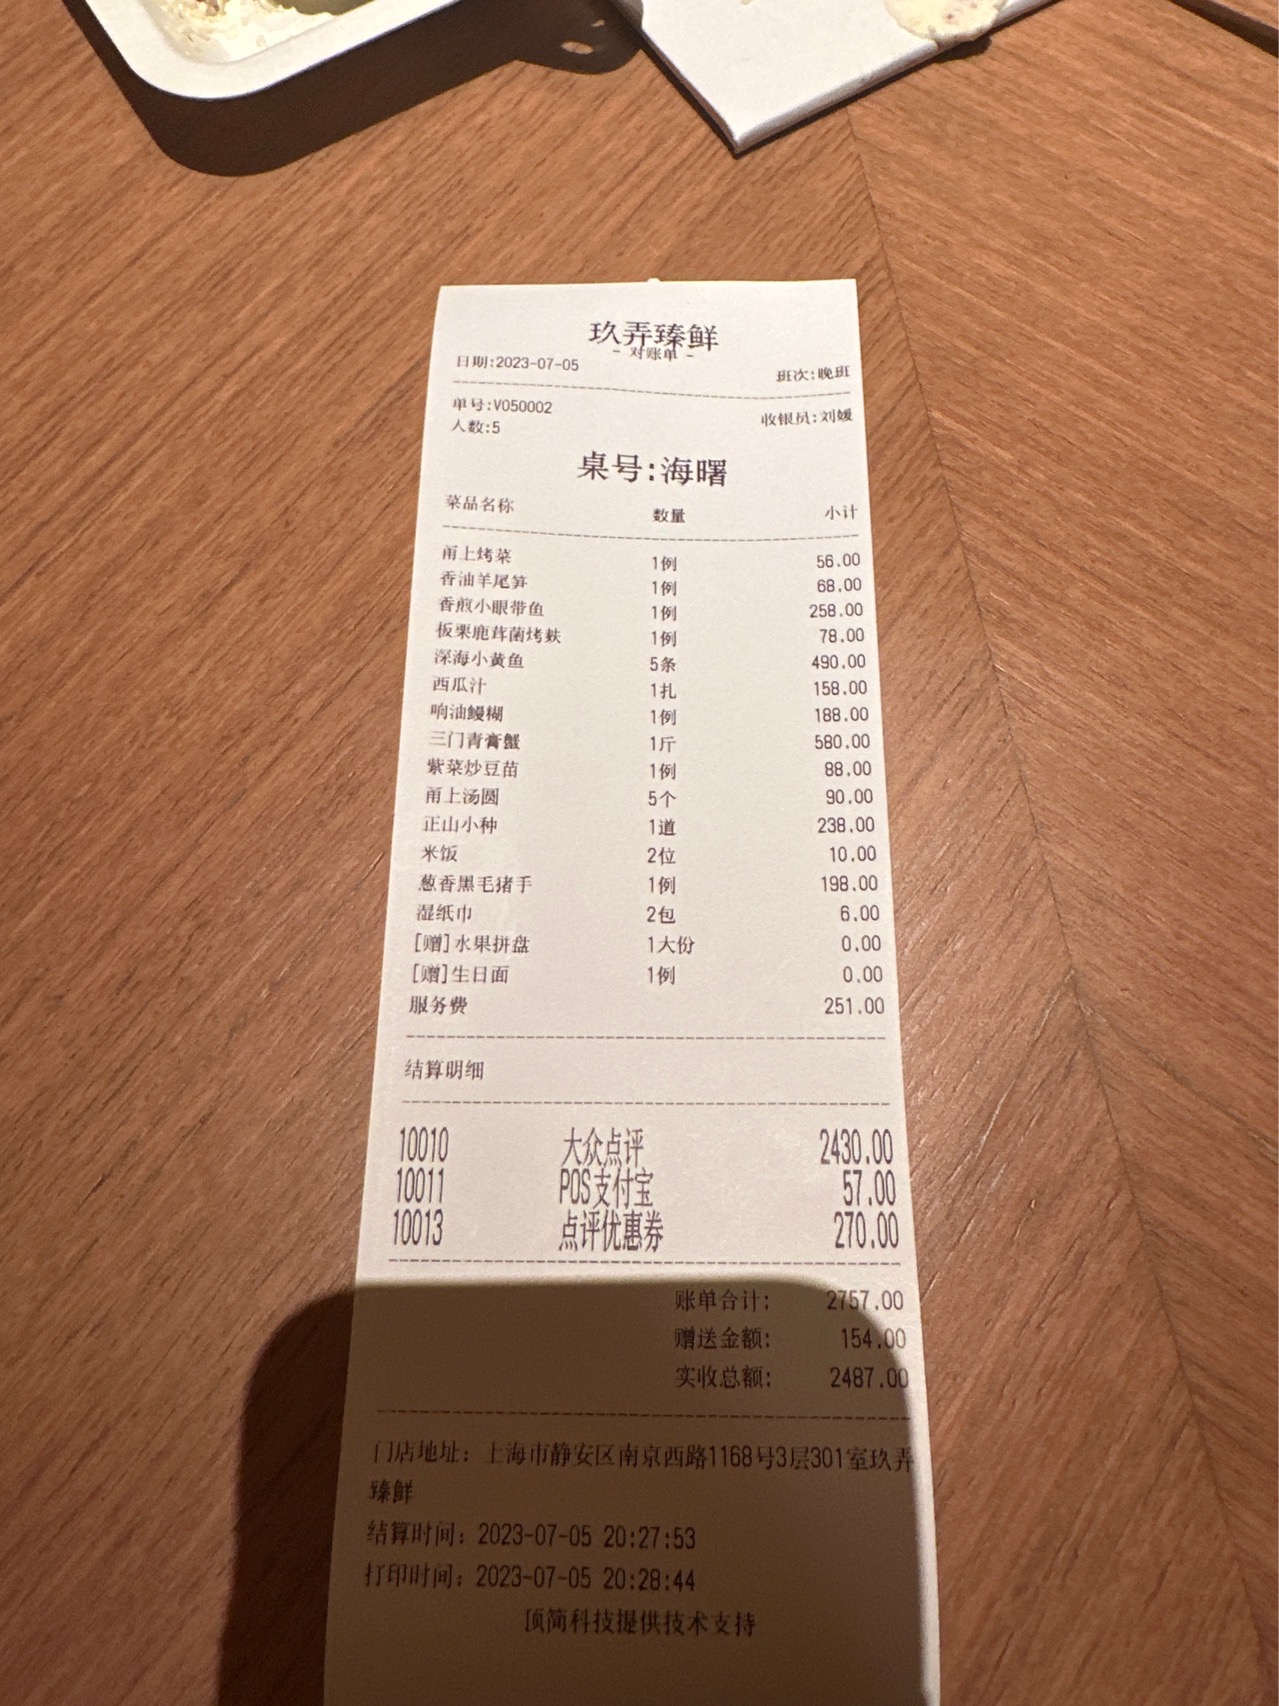 玖弄臻鲜
- 对账单 -
日期:2023-07-05 班次:晚班
单号:V050002 收银员:刘媛
人数:5
桌号:海曙
菜品名称 数量 小计
甬上烤菜 1例 56.00
香油羊尾笋 1例 68.00
香煎小眼带鱼 1例 258.00
板栗鹿茸菌烤麸 1例 78.00
深海小黄鱼 5条 490.00
西瓜汁 1扎 158.00
响油鳗糊 1例 188.00
三门青膏蟹 1斤 580.00
紫菜炒豆苗 1例 88.00
甬上汤圆 5个 90.00
正山小种 1道 238.00
米饭 2位 10.00
葱香黑毛猪手 1例 198.00
湿纸巾 2包 6.00
[赠]水果拼盘 1大份 0.00
[赠]生日面 1例 0.00
服务费 251.00
结算明细
10010 大众点评 2430.00
10011 POS支付宝 57.00
10013 点评优惠券 270.00
账单合计: 2757.00
赠送金额: 154.00
实收总额: 2487.00
门店地址: 上海市静安区南京西路1168号3层301室玖弄
臻鲜
结算时间: 2023-07-05 20:27:53
打印时间: 2023-07-05 20:28:44
顶简科技提供技术支持